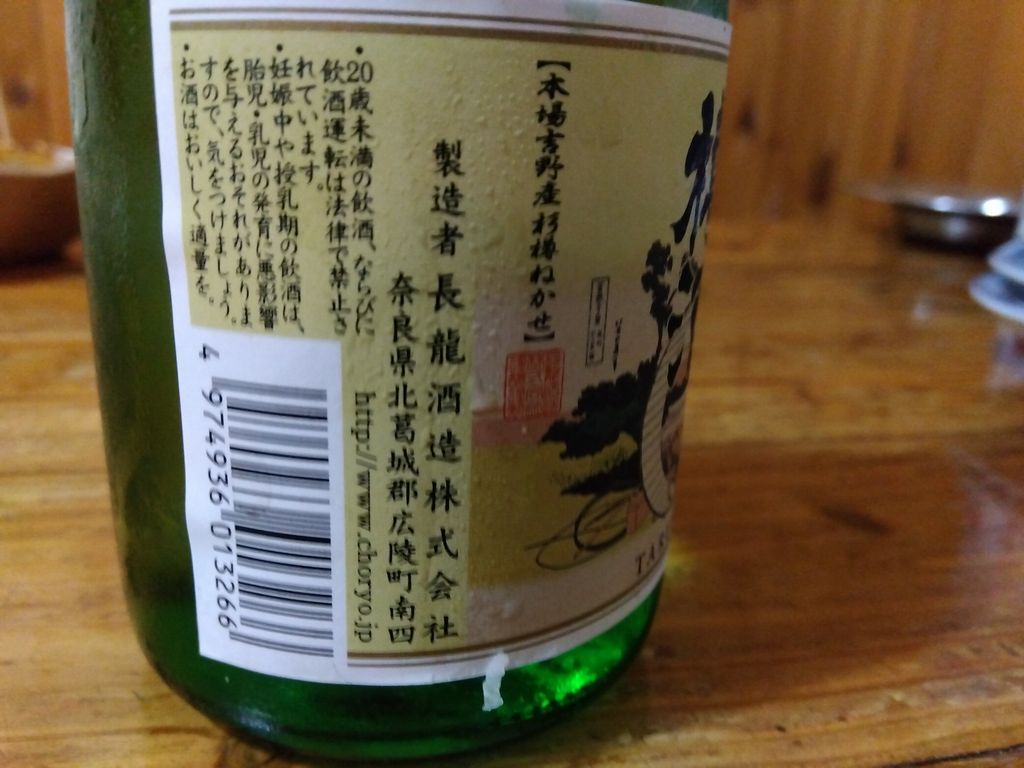 【本場吉野産杉樽ねかせ】
製造者 長龍酒造株式会社
奈良県北葛城郡広陵町南四
http://www.choryo.jp
・20歳未満の飲酒、ならびに
飲酒運転は法律で禁止さ
れています。
・妊娠中や授乳期の飲酒は、
胎児・乳児の発育に悪影響
を与えるおそれがありま
すので、気をつけましょう。
・お酒はおいしく適量を。
4 974936 013266
TAR